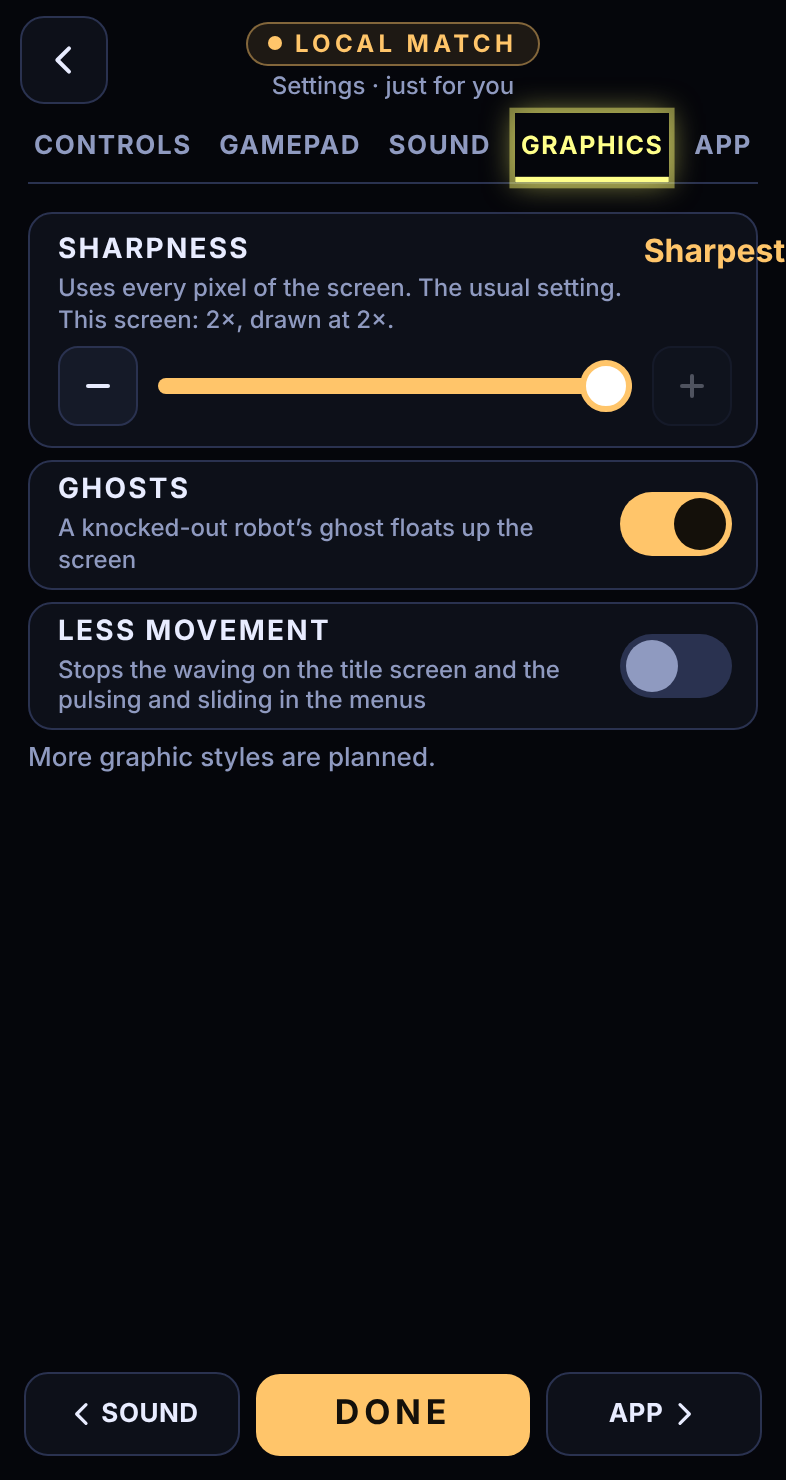 LOCAL MATCH
Settings · just for you
CONTROLS GAMEPAD SOUND GRAPHICS APP
SHARPNESS
Sharpest
Uses every pixel of the screen. The usual setting.
This screen: 2×, drawn at 2×.
GHOSTS
A knocked-out robot’s ghost floats up the
screen
LESS MOVEMENT
Stops the waving on the title screen and the
pulsing and sliding in the menus
More graphic styles are planned.
SOUND DONE APP